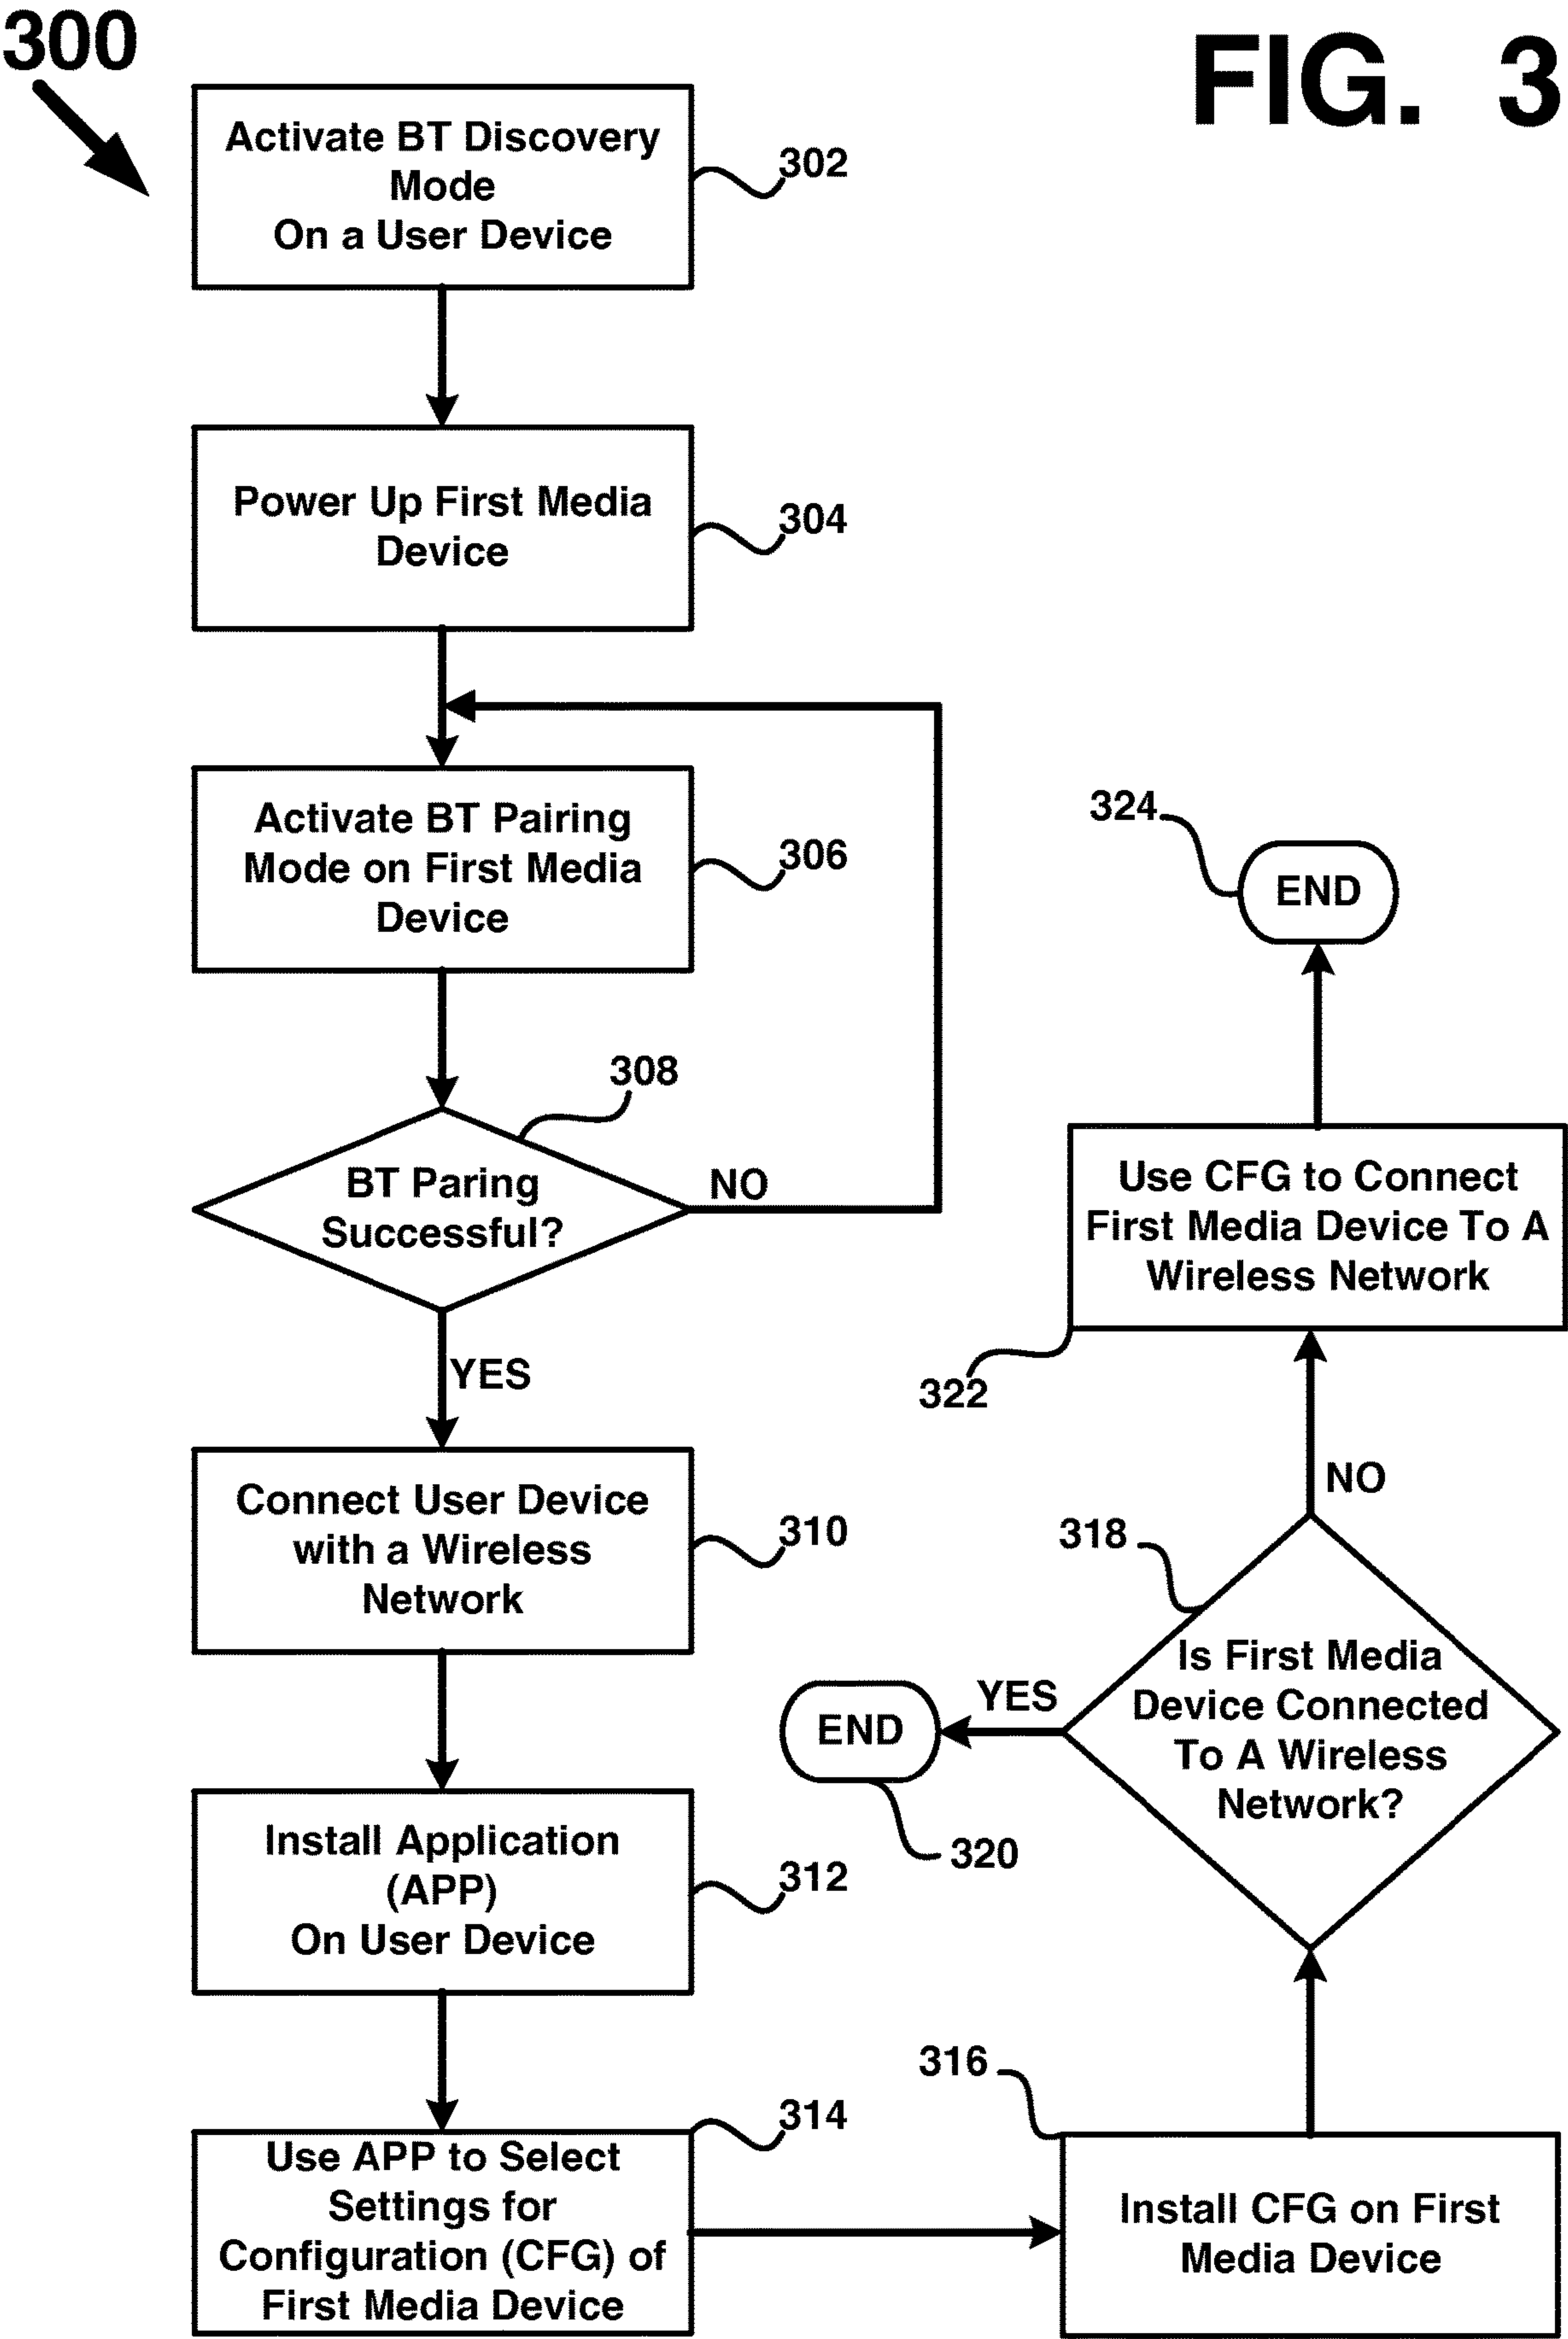 300
FIG. 3
Activate BT Discovery
Mode
On a User Device
302
Power Up First Media
Device
304
Activate BT Pairing
Mode on First Media
Device
306
308
BT Paring
Successful?
NO
YES
Connect User Device
with a Wireless
Network
310
Install Application
(APP)
On User Device
312
Use APP to Select
Settings for
Configuration (CFG) of
First Media Device
314
316
Install CFG on First
Media Device
318
Is First Media
Device Connected
To A Wireless
Network?
YES
END
320
NO
Use CFG to Connect
First Media Device To A
Wireless Network
322
324
END